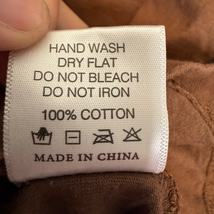 HAND WASH
DRY FLAT
DO NOT BLEACH
DO NOT IRON
100% COTTON
MADE IN CHINA